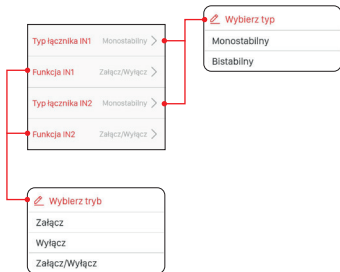 Typ łącznika IN1 Monostabilny
Funkcja IN1 Załącz/Wyłącz
Typ łącznika IN2 Monostabilny
Funkcja IN2 Załącz/Wyłącz
Wybierz typ
Monostabilny
Bistabilny
Wybierz tryb
Załącz
Wyłącz
Załącz/Wyłącz